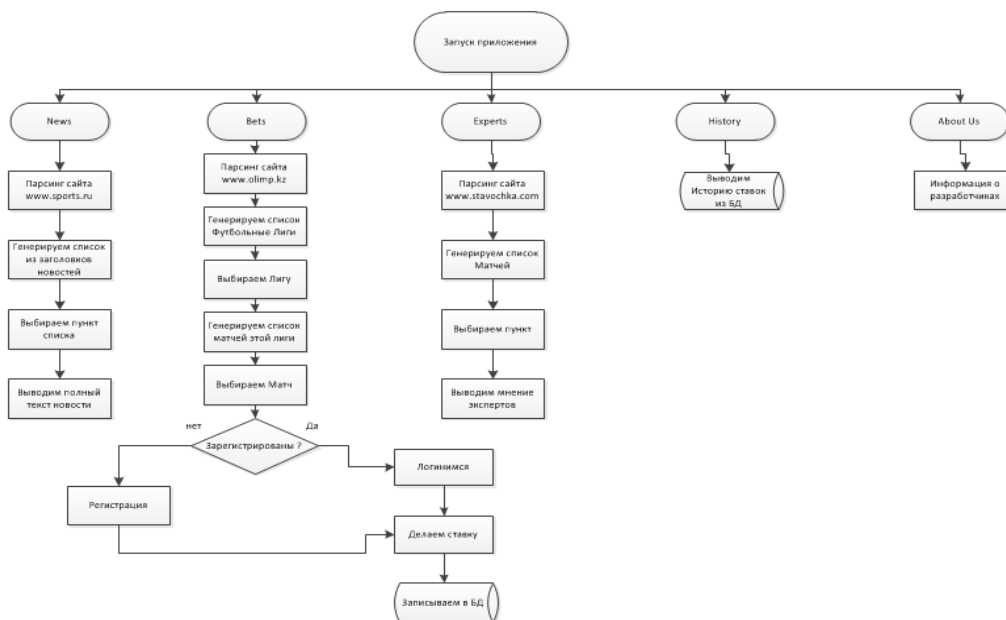 Запуск приложения
News
Bets
Experts
History
About Us
Парсинг сайта
www.sports.ru
Генерируем список
из заголовков
новостей
Выбираем пункт
списка
Выводим полный
текст новости
Парсинг сайта
www.olimp.kz
Генерируем список
Футбольные Лиги
Выбираем Лигу
Генерируем список
матчей этой лиги
Выбираем Матч
нет
Да
Зарегистрированы ?
Регистрация
Логинимся
Делаем ставку
Записываем в БД
Парсинг сайта
www.stavochka.com
Генерируем список
Матчей
Выбираем пункт
Выводим мнение
экспертов
Выводим
Историю ставок
из БД
Информация о
разработчиках